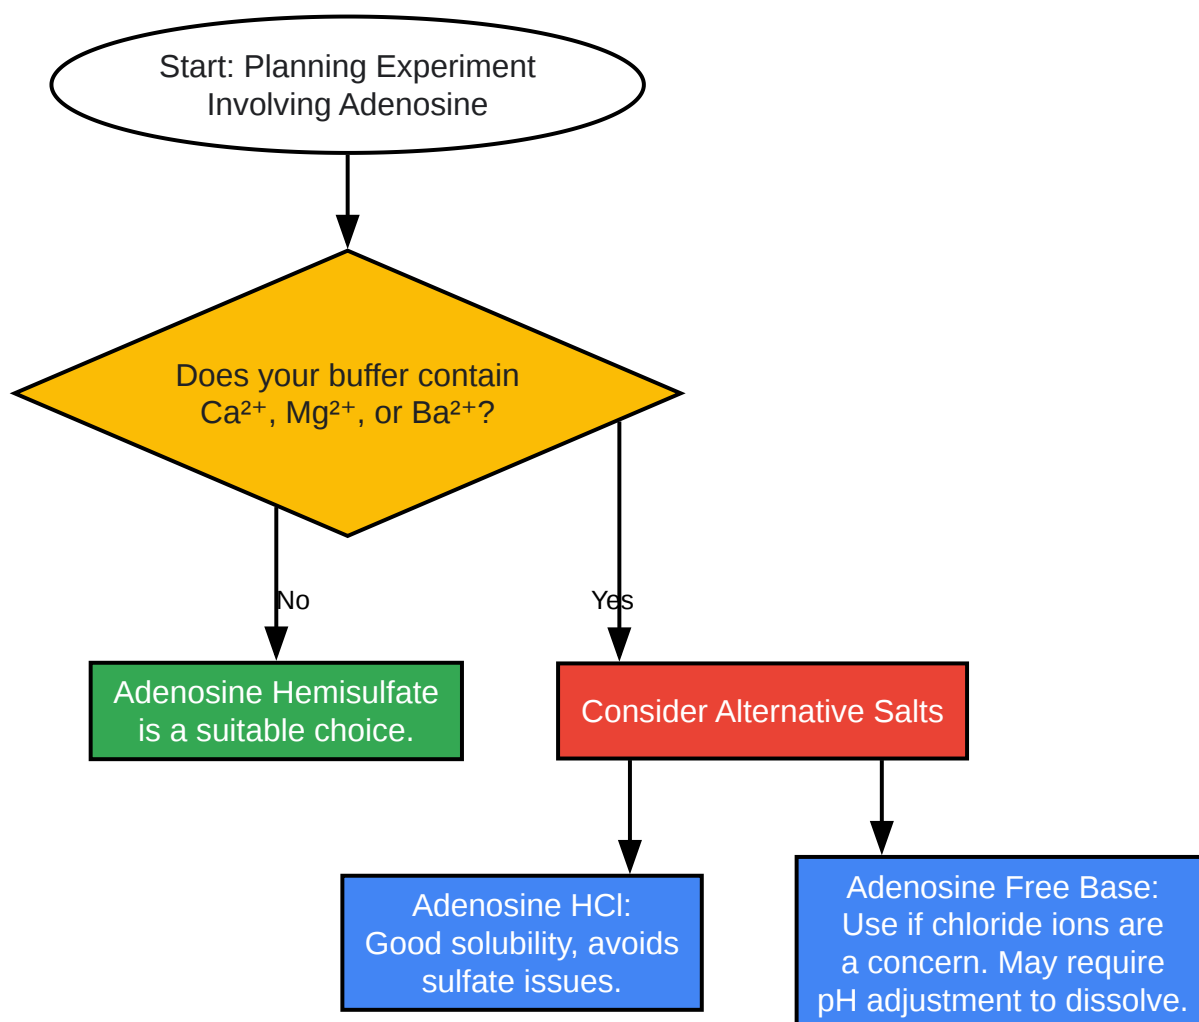 Start: Planning Experiment
Involving Adenosine
Does your buffer contain
Ca²⁺, Mg²⁺, or Ba²⁺?
No
Yes
Adenosine Hemisulfate
is a suitable choice.
Consider Alternative Salts
Adenosine HCl:
Good solubility, avoids
sulfate issues.
Adenosine Free Base:
Use if chloride ions are
a concern. May require
pH adjustment to dissolve.